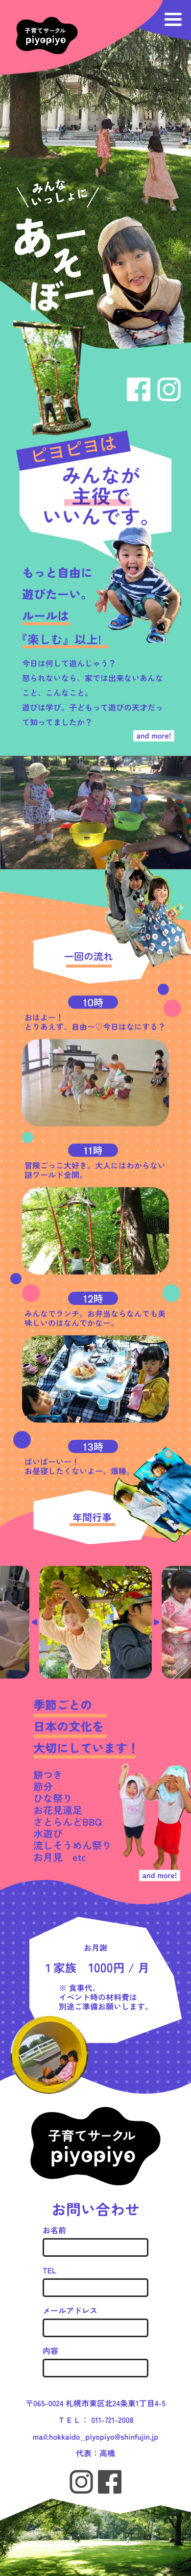 子育てサークル
piyopiyo
みんな
いっしょに
あー
そ
ぼー!
ピヨピヨは
みんなが
主役で
いいんです。
もっと自由に
遊びたーい。
ルールは
『楽しむ』以上!
今日は何して遊んじゃう？
怒られないなら、家では出来ないあんな
こと、こんなこと。
遊びは学び。子どもって遊びの天才だっ
て知ってましたか？
and more!
一回の流れ
10時
おはよー！
とりあえず、自由〜♡今日はなにする？
11時
冒険ごっこ大好き。大人にはわからない
謎ワールド全開。
12時
みんなでランチ。お弁当ならなんでも美
味しいのはなんでかなー。
13時
ばいばーいー！
お昼寝したくないよー、爆睡。
年間行事
季節ごとの
日本の文化を
大切にしています！
餅つき
節分
ひな祭り
お花見遠足
さとらんどBBQ
水遊び
流しそうめん祭り
お月見　etc
and more!
お月謝
１家族　1000円 / 月
※ 食事代、
イベント時の材料費は
別途ご準備お願いします。
子育てサークル
piyopiyo
お問い合わせ
お名前
TEL
メールアドレス
内容
〒065-0024 札幌市東区北24条東1丁目4-5
ＴＥＬ： 011-721-2008
mail:hokkaido_piyopiyo@shinfujin.jp
代表：高橋